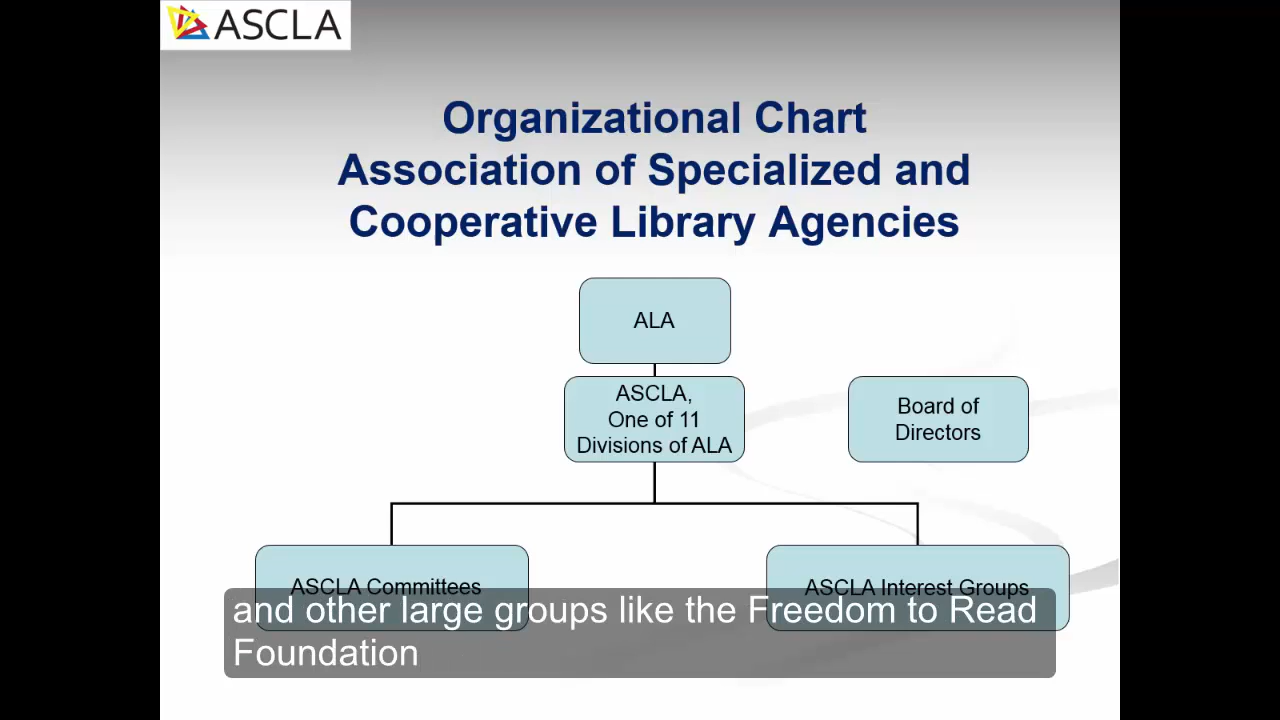 ASCLA
Organizational Chart
Association of Specialized and
Cooperative Library Agencies
ALA
ASCLA,
One of 11
Divisions of ALA
Board of
Directors
ASCLA Committees
ASCLA Interest Groups
and other large groups like the Freedom to Read
Foundation